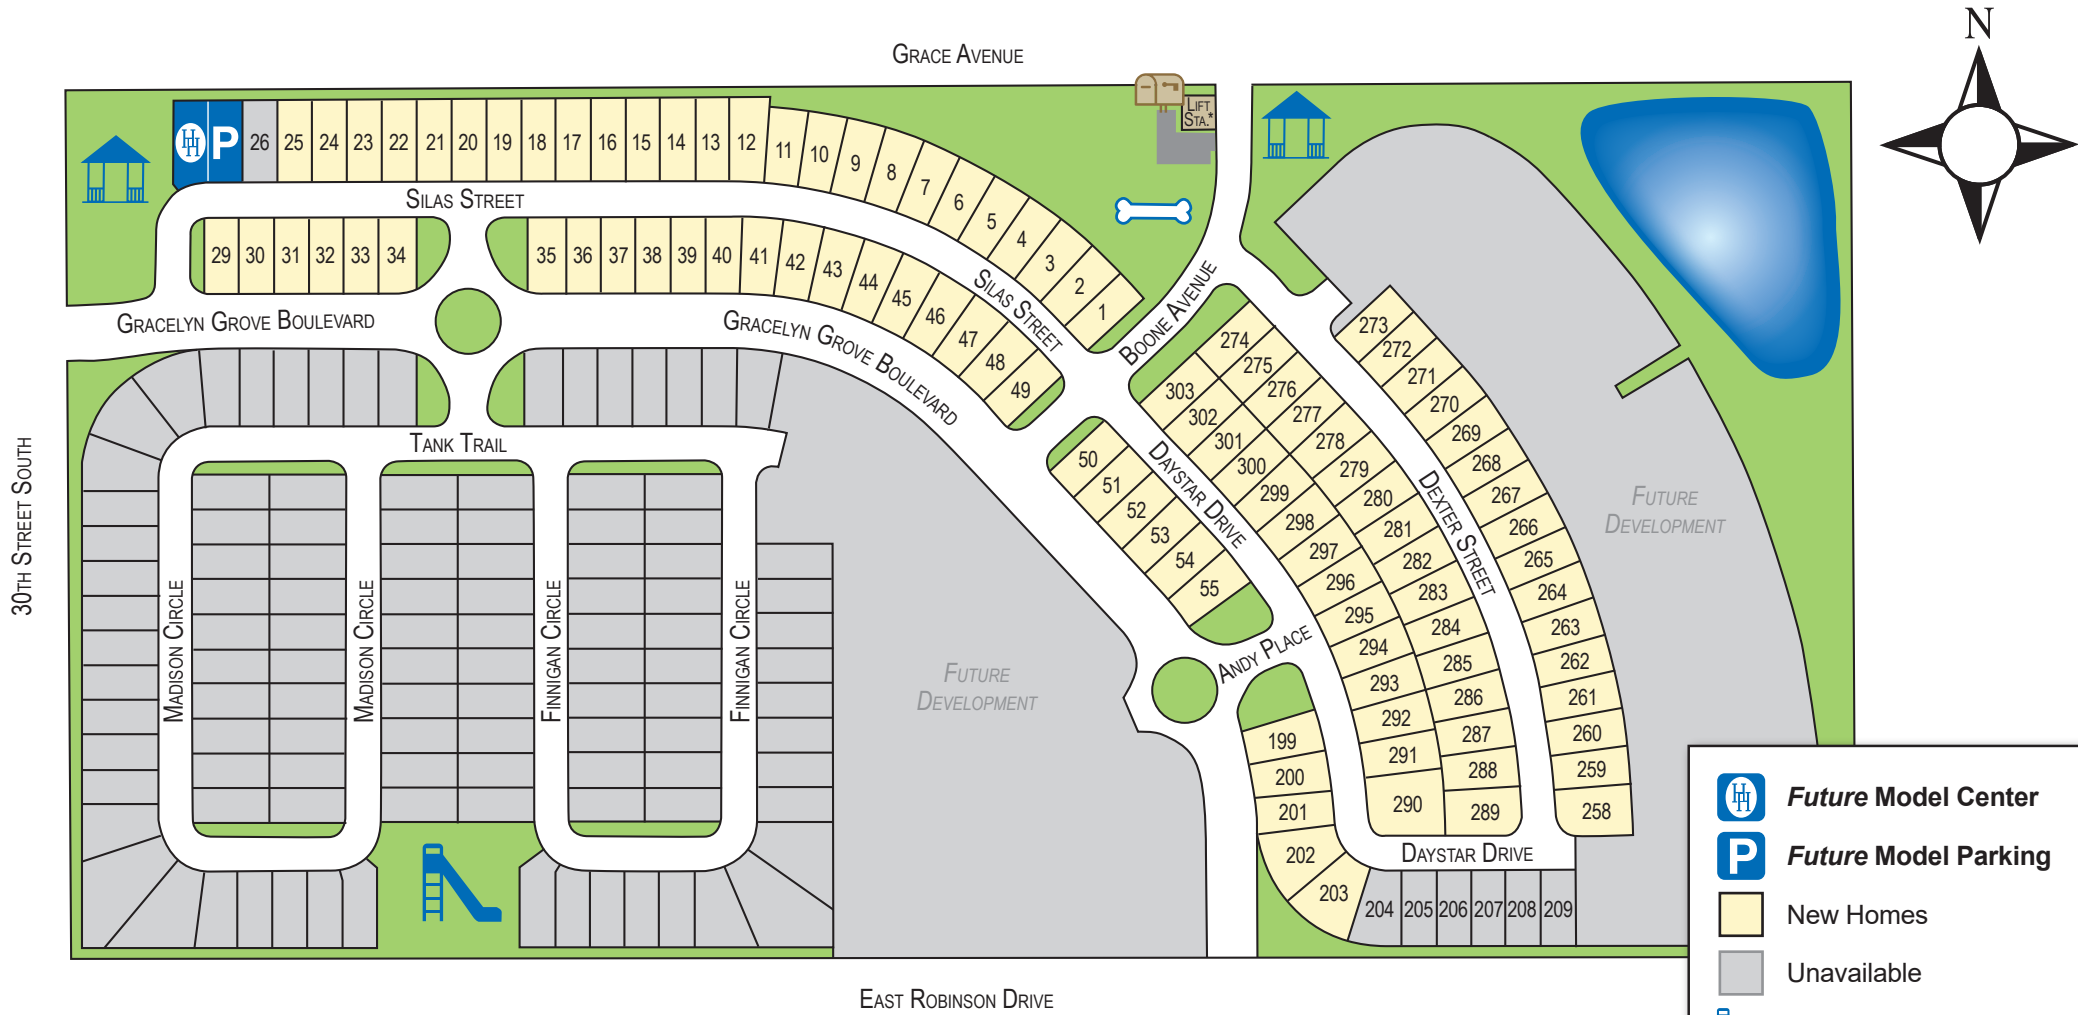 N
GRACE AVENUE
LIFT
STA.*
HH
P
26 25 24 23 22 21 20 19 18 17 16 15 14 13 12 11 10 9 8 7 6 5 4 3 2 1
SILAS STREET
29 30 31 32 33 34
35 36 37 38 39 40 41 42 43 44 45 46 47 48 49
SILAS STREET
BOONE AVENUE
GRACELYN GROVE BOULEVARD
GRACELYN GROVE BOULEVARD
TANK TRAIL
30TH STREET SOUTH
MADISON CIRCLE
MADISON CIRCLE
FINNIGAN CIRCLE
FINNIGAN CIRCLE
FUTURE
DEVELOPMENT
50
51
52
53
54
55
DAYSTAR DRIVE
ANDY PLACE
303
302
301
300
299
298
297
296
295
294
293
292
291
290
274
275
276
277
278
279
280
281
282
283
284
285
286
287
288
289
DEXTER STREET
273
272
271
270
269
268
267
266
265
264
263
262
261
260
259
258
FUTURE
DEVELOPMENT
199
200
201
202
203
DAYSTAR DRIVE
204 205 206 207 208 209
EAST ROBINSON DRIVE
HH
Future Model Center
P
Future Model Parking
New Homes
Unavailable